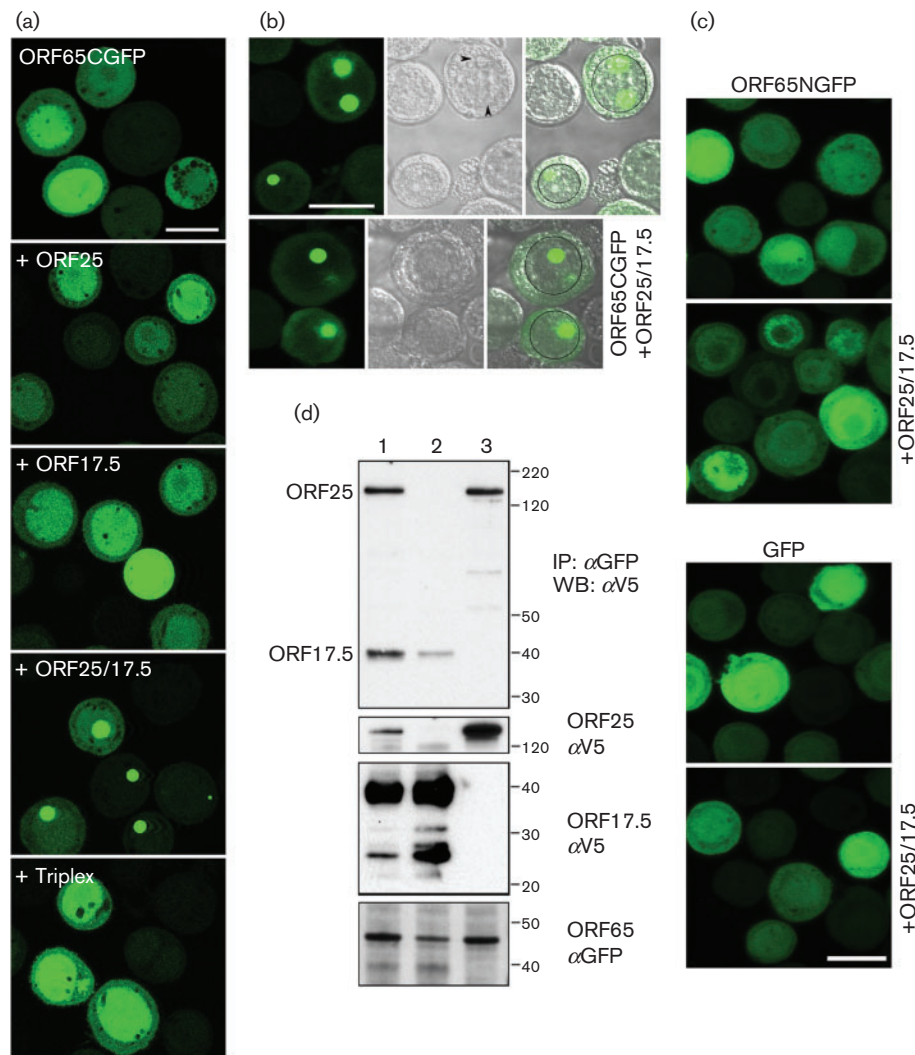 (a)
ORF65CGFP
+ ORF25
+ ORF17.5
+ ORF25/17.5
+ Triplex
(b)
ORF65CGFP
+ORF25/17.5
(c)
ORF65NGFP
+ORF25/17.5
GFP
+ORF25/17.5
(d)
1 2 3
ORF25
ORF17.5
220
120
50
40
30
IP: αGFP
WB: αV5
120
ORF25
αV5
40
30
20
ORF17.5
αV5
50
40
ORF65
αGFP